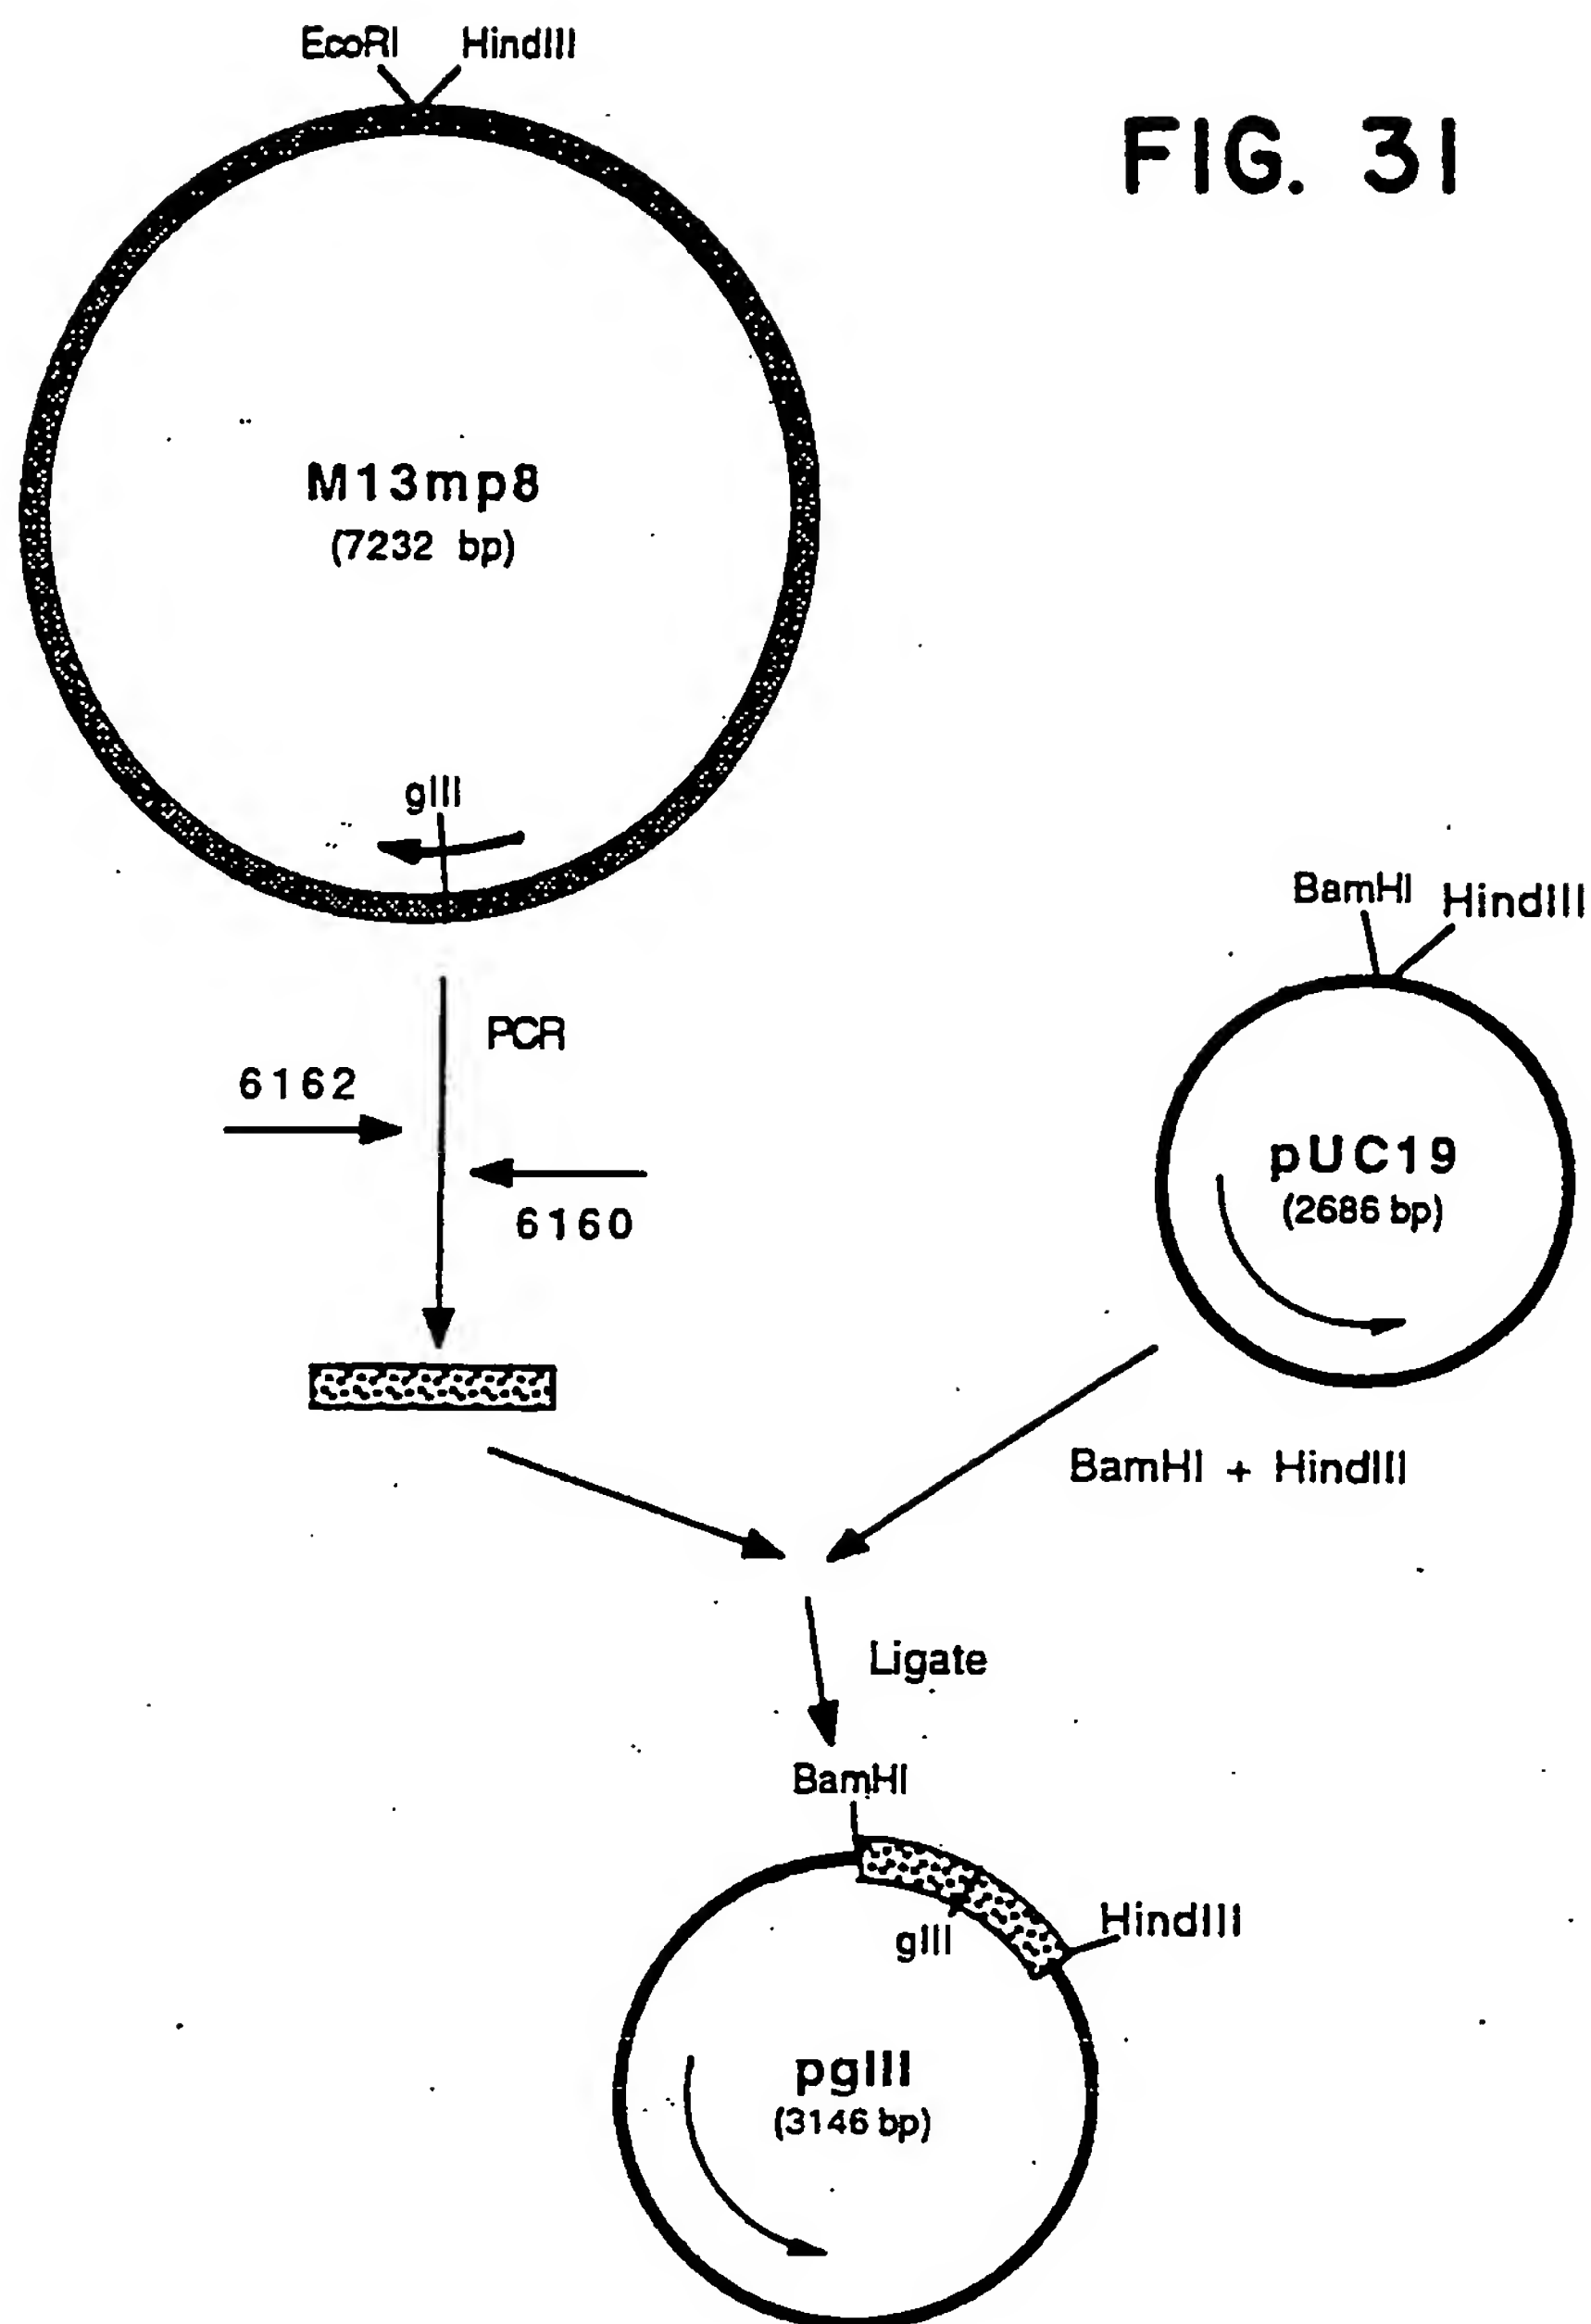 EcoRI HindIII
FIG. 31
M13mp8
(7232 bp)
gIII
BamHI HindIII
PCR
6162
6160
pUC19
(2686 bp)
BamHI + HindIII
Ligate
BamHI
HindIII
gIII
pgIII
(3146 bp)